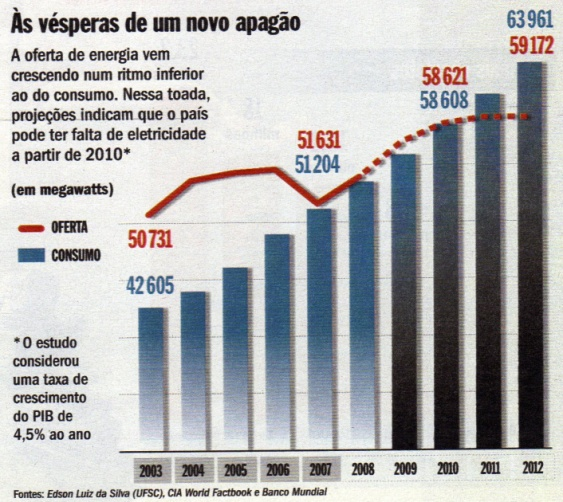 Às vésperas de um novo apagão
A oferta de energia vem
crescendo num ritmo inferior
ao do consumo. Nessa toada,
projeções indicam que o país
pode ter falta de eletricidade
a partir de 2010*
(em megawatts)
OFERTA
CONSUMO
50 731
42 605
51 631
51 204
58 621
58 608
63 961
59 172
* O estudo
considerou
uma taxa de
crescimento
do PIB de
4,5% ao ano
2003 2004 2005 2006 2007 2008 2009 2010 2011 2012
Fontes: Edson Luiz da Silva (UFSC), CIA World Factbook e Banco Mundial